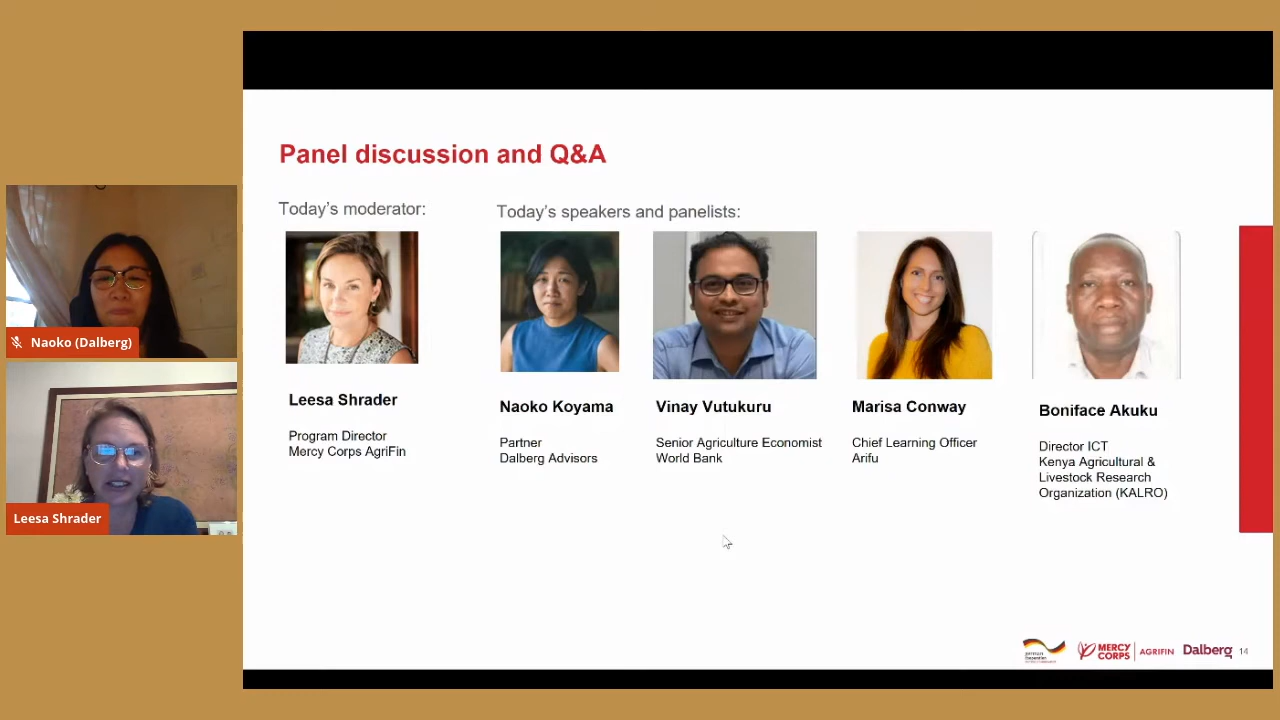 Panel discussion and Q&A
Today's moderator:
Today's speakers and panelists:
Leesa Shrader
Program Director
Mercy Corps AgriFin
Naoko Koyama
Partner
Dalberg Advisors
Vinay Vutukuru
Senior Agriculture Economist
World Bank
Marisa Conway
Chief Learning Officer
Arifu
Boniface Akuku
Director ICT
Kenya Agricultural &
Livestock Research
Organization (KALRO)
Naoko (Dalberg)
Leesa Shrader
MERCY
CORPS
AGRIFIN
Dalberg
14